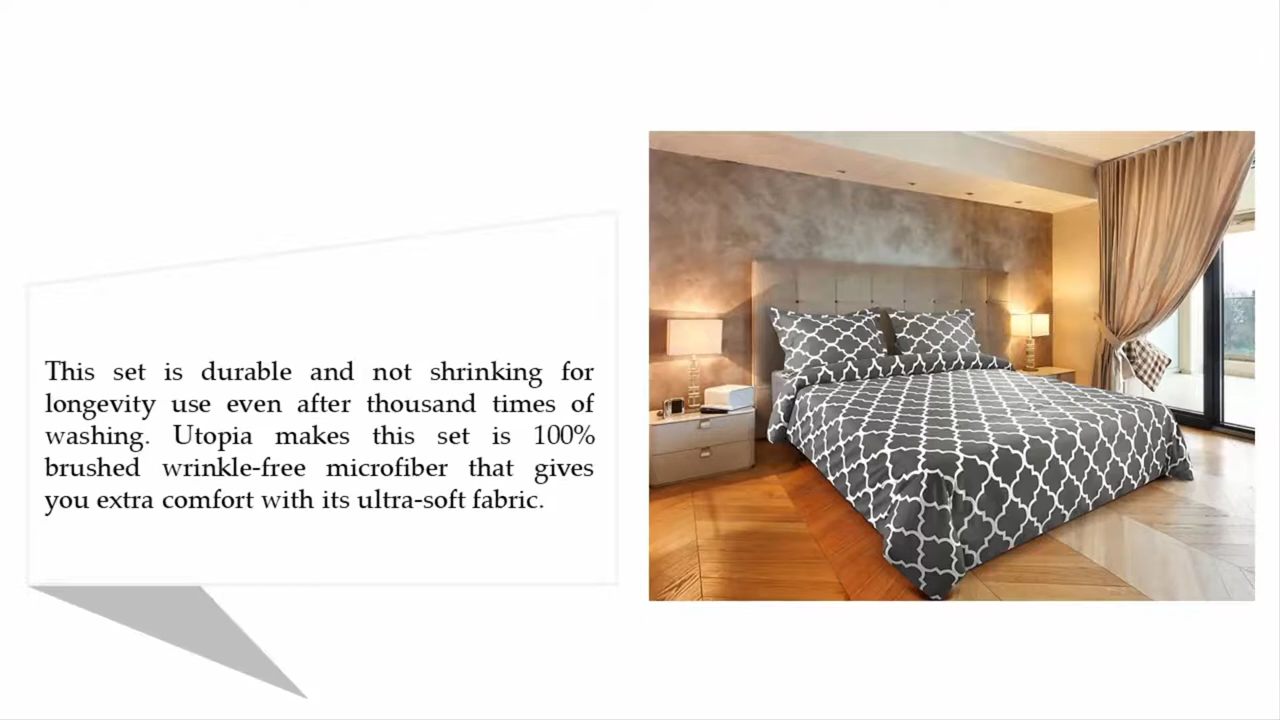 This set is durable and not shrinking for
longevity use even after thousand times of
washing. Utopia makes this set is 100%
brushed wrinkle-free microfiber that gives
you extra comfort with its ultra-soft fabric.